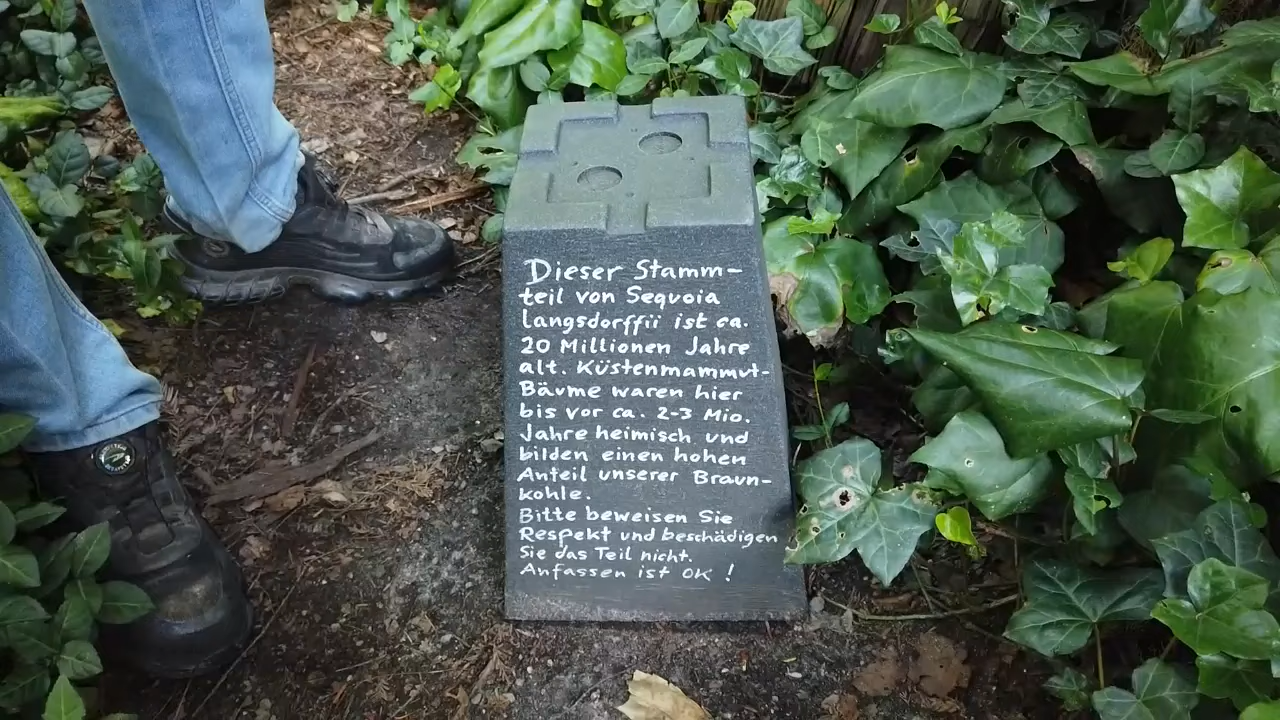 Dieser Stamm-
teil von Sequoia
langsdorffii ist ca.
20 Millionen Jahre
alt. Küstenmammut-
Bäume waren hier
bis vor ca. 2-3 Mio.
Jahre heimisch und
bilden einen hohen
Anteil unserer Braun-
kohle.
Bitte beweisen Sie
Respekt und beschädigen
Sie das Teil nicht.
Anfassen ist OK !